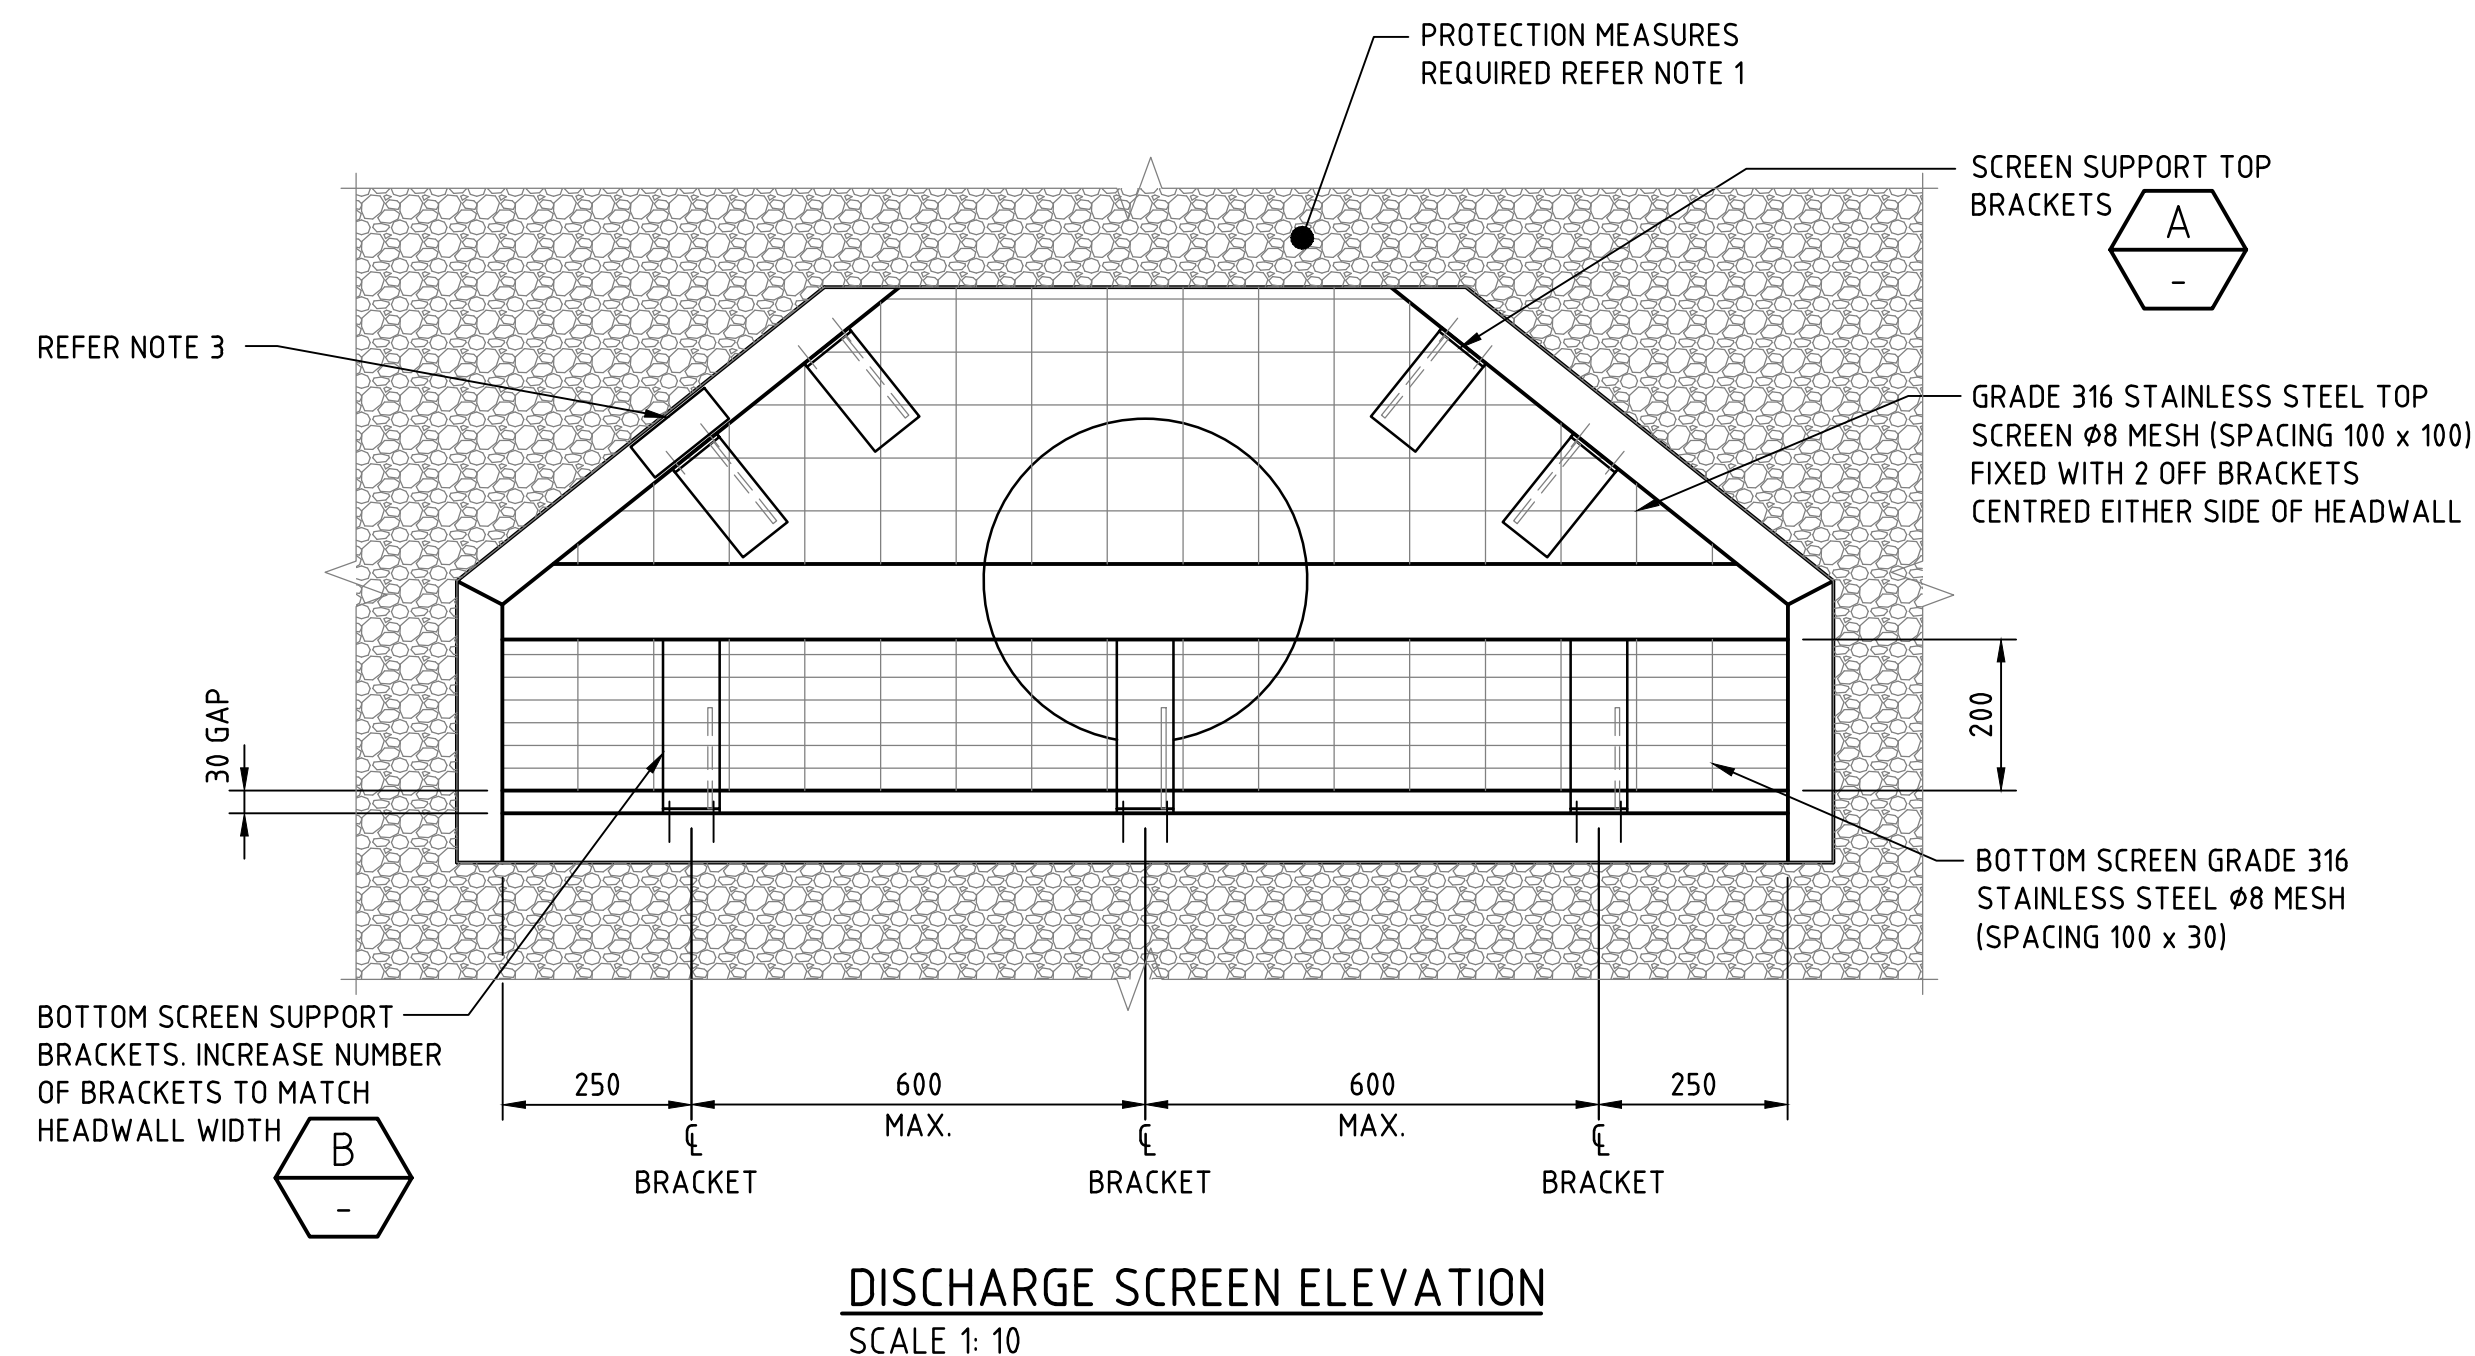 PROTECTION MEASURES
REQUIRED REFER NOTE 1
SCREEN SUPPORT TOP
BRACKETS
A
-
REFER NOTE 3
GRADE 316 STAINLESS STEEL TOP
SCREEN Ø8 MESH (SPACING 100 x 100)
FIXED WITH 2 OFF BRACKETS
CENTRED EITHER SIDE OF HEADWALL
30 GAP
200
BOTTOM SCREEN GRADE 316
STAINLESS STEEL Ø8 MESH
(SPACING 100 x 30)
BOTTOM SCREEN SUPPORT
BRACKETS. INCREASE NUMBER
OF BRACKETS TO MATCH
HEADWALL WIDTH
B
-
250
600
MAX.
600
MAX.
250
℄
BRACKET
℄
BRACKET
℄
BRACKET
DISCHARGE SCREEN ELEVATION
SCALE 1: 10